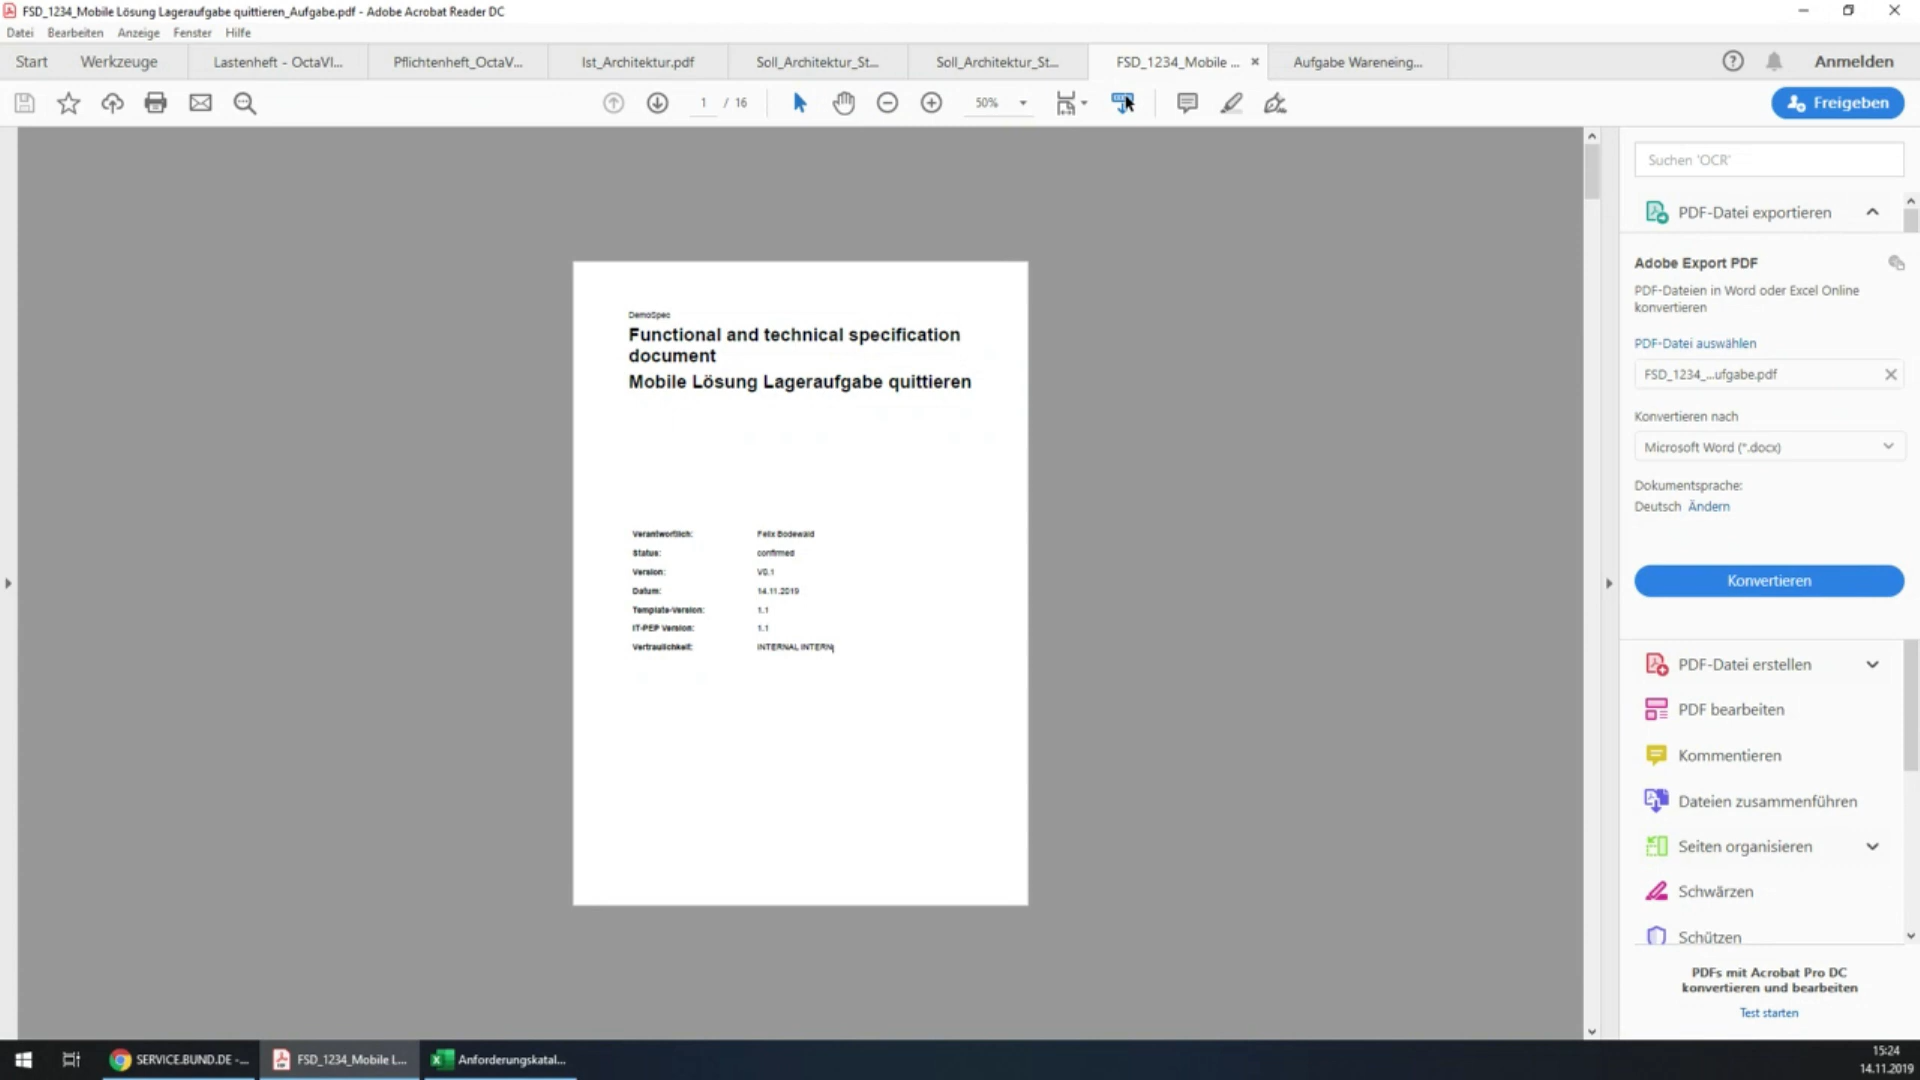 FSD_1234_Mobile Lösung Lageraufgabe quittieren_Aufgabe.pdf - Adobe Acrobat Reader DC
Datei Bearbeiten Anzeige Fenster Hilfe
Start Werkzeuge Lastenheft - OctaVI... Pflichtenheft_OctaV... Ist_Architektur.pdf Soll_Architektur_St... Soll_Architektur_St... FSD_1234_Mobile ... × Aufgabe Wareneing... Anmelden
1 / 16 50% Freigeben
Suchen 'OCR'
PDF-Datei exportieren
Adobe Export PDF
PDF-Dateien in Word oder Excel Online
konvertieren
PDF-Datei auswählen
FSD_1234_...ufgabe.pdf
Konvertieren nach
Microsoft Word (*.docx)
Dokumentsprache:
Deutsch Ändern
Konvertieren
PDF-Datei erstellen
PDF bearbeiten
Kommentieren
Dateien zusammenführen
Seiten organisieren
Schwärzen
Schützen
PDFs mit Acrobat Pro DC
konvertieren und bearbeiten
Test starten
DemoSpec
Functional and technical specification
document
Mobile Lösung Lageraufgabe quittieren
Verantwortlich: Felix Bodewald
Status: confirmed
Version: V0.1
Datum: 14.11.2019
Template-Version: 1.1
IT-PEP Version: 1.1
Vertraulichkeit: INTERNAL INTERN
SERVICE.BUND.DE -... FSD_1234_Mobile L... Anforderungskatal...
15:24
14.11.2019